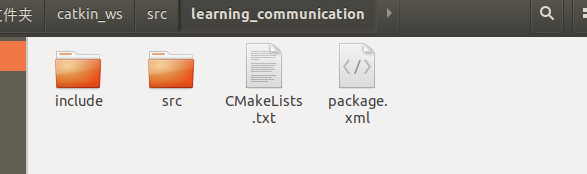 文件夹 catkin_ws src learning_communication
include src CMakeLists package.
.txt xml